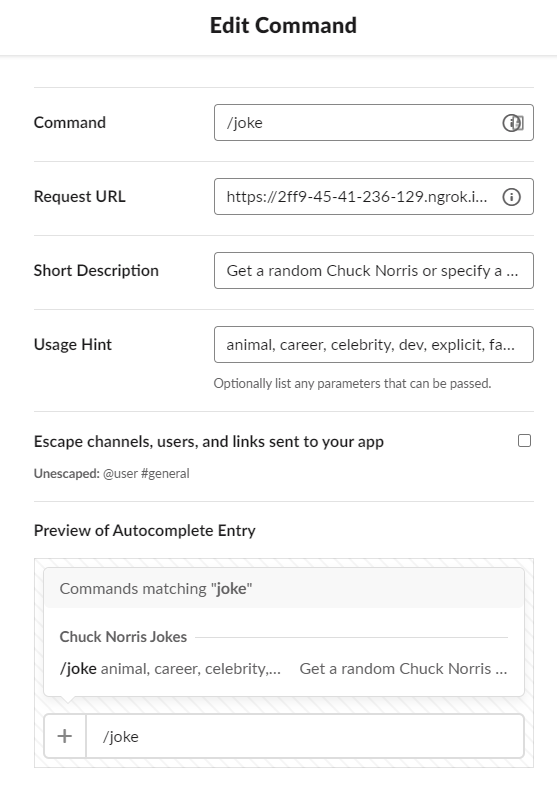 Edit Command
Command
/joke
Request URL
https://2ff9-45-41-236-129.ngrok.i...
Short Description
Get a random Chuck Norris or specify a ...
Usage Hint
animal, career, celebrity, dev, explicit, fa...
Optionally list any parameters that can be passed.
Escape channels, users, and links sent to your app
Unescaped: @user #general
Preview of Autocomplete Entry
Commands matching "joke"
Chuck Norris Jokes
/joke animal, career, celebrity,... Get a random Chuck Norris ...
/joke